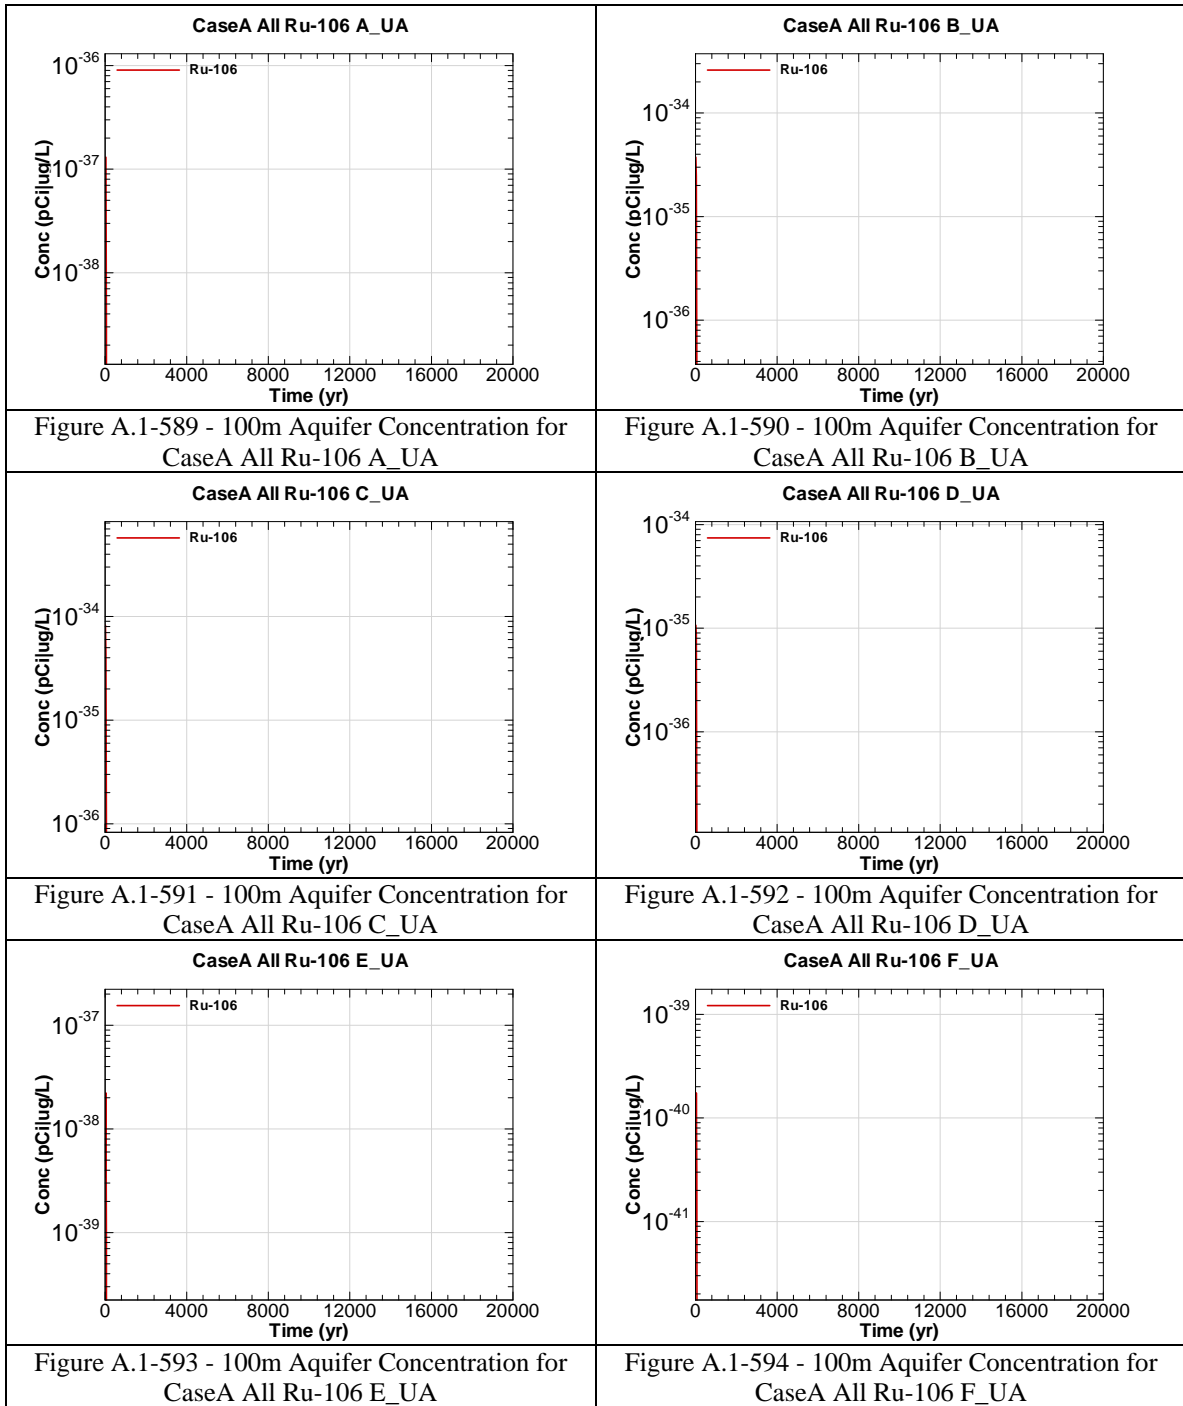 CaseA All Ru-106 A_UA
10^-36
10^-37
10^-38
Ru-106
Conc (pCi|ug/L)
0 4000 8000 12000 16000 20000
Time (yr)
Figure A.1-589 - 100m Aquifer Concentration for
CaseA All Ru-106 A_UA
CaseA All Ru-106 B_UA
10^-34
10^-35
10^-36
Ru-106
Conc (pCi|ug/L)
0 4000 8000 12000 16000 20000
Time (yr)
Figure A.1-590 - 100m Aquifer Concentration for
CaseA All Ru-106 B_UA
CaseA All Ru-106 C_UA
10^-34
10^-35
10^-36
Ru-106
Conc (pCi|ug/L)
0 4000 8000 12000 16000 20000
Time (yr)
Figure A.1-591 - 100m Aquifer Concentration for
CaseA All Ru-106 C_UA
CaseA All Ru-106 D_UA
10^-34
10^-35
10^-36
Ru-106
Conc (pCi|ug/L)
0 4000 8000 12000 16000 20000
Time (yr)
Figure A.1-592 - 100m Aquifer Concentration for
CaseA All Ru-106 D_UA
CaseA All Ru-106 E_UA
10^-37
10^-38
10^-39
Ru-106
Conc (pCi|ug/L)
0 4000 8000 12000 16000 20000
Time (yr)
Figure A.1-593 - 100m Aquifer Concentration for
CaseA All Ru-106 E_UA
CaseA All Ru-106 F_UA
10^-39
10^-40
10^-41
Ru-106
Conc (pCi|ug/L)
0 4000 8000 12000 16000 20000
Time (yr)
Figure A.1-594 - 100m Aquifer Concentration for
CaseA All Ru-106 F_UA